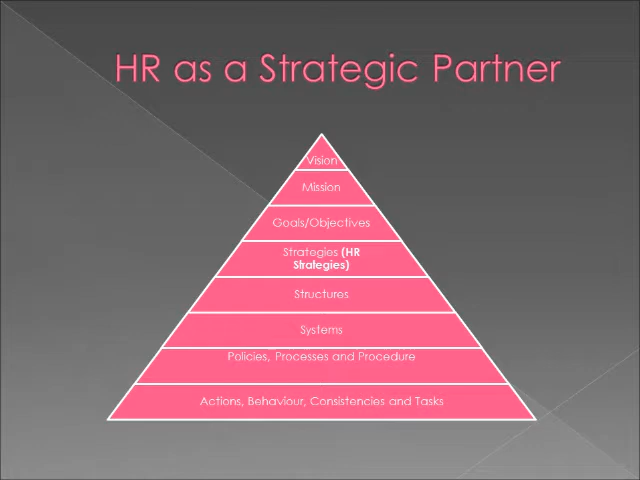 HR as a Strategic Partner
Vision
Mission
Goals/Objectives
Strategies (HR
Strategies)
Structures
Systems
Policies, Processes and Procedure
Actions, Behaviour, Consistencies and Tasks